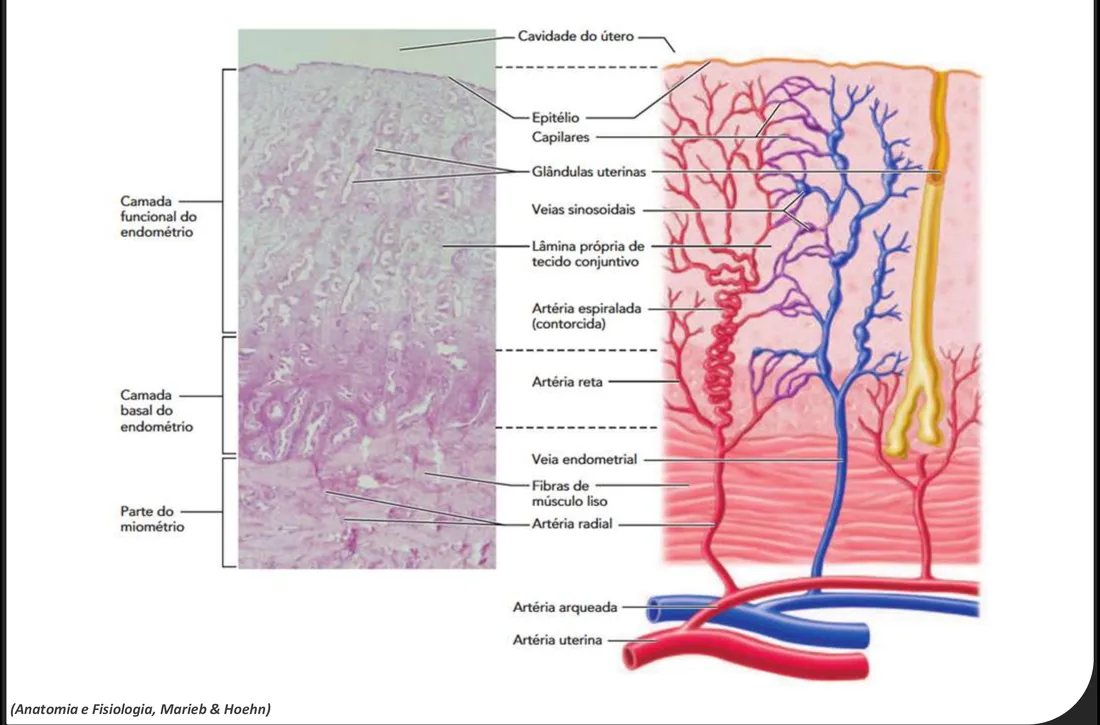 Cavidade do útero
Epitélio
Capilares
Glândulas uterinas
Veias sinosoidais
Lâmina própria de
tecido conjuntivo
Artéria espiralada
(contorcida)
Artéria reta
Veia endometrial
Fibras de
músculo liso
Artéria radial
Artéria arqueada
Artéria uterina
Camada
funcional do
endométrio
Camada
basal do
endométrio
Parte do
miométrio
(Anatomia e Fisiologia, Marieb & Hoehn)